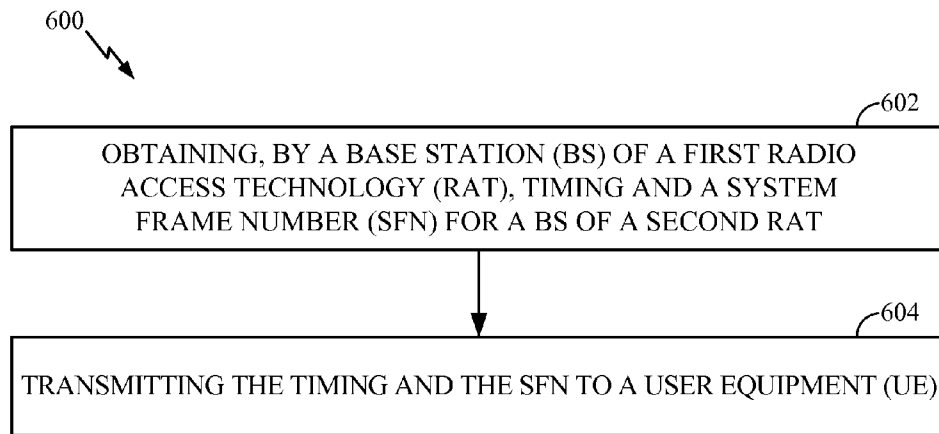 600
602
OBTAINING, BY A BASE STATION (BS) OF A FIRST RADIO
ACCESS TECHNOLOGY (RAT), TIMING AND A SYSTEM
FRAME NUMBER (SFN) FOR A BS OF A SECOND RAT
604
TRANSMITTING THE TIMING AND THE SFN TO A USER EQUIPMENT (UE)